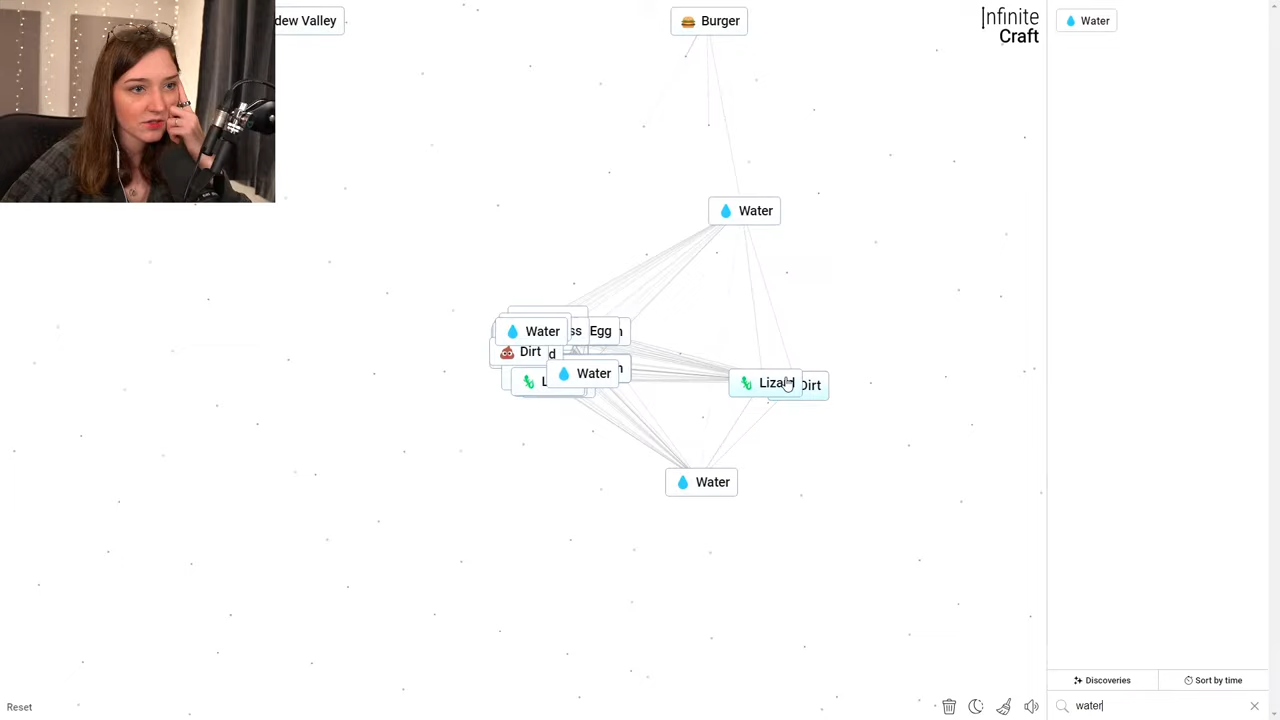 dew Valley
Burger
Infinite
Craft
Water
Water
Water
ss Egg
Dirt
Water
Lizard
Dirt
Water
Discoveries
Sort by time
Reset
water